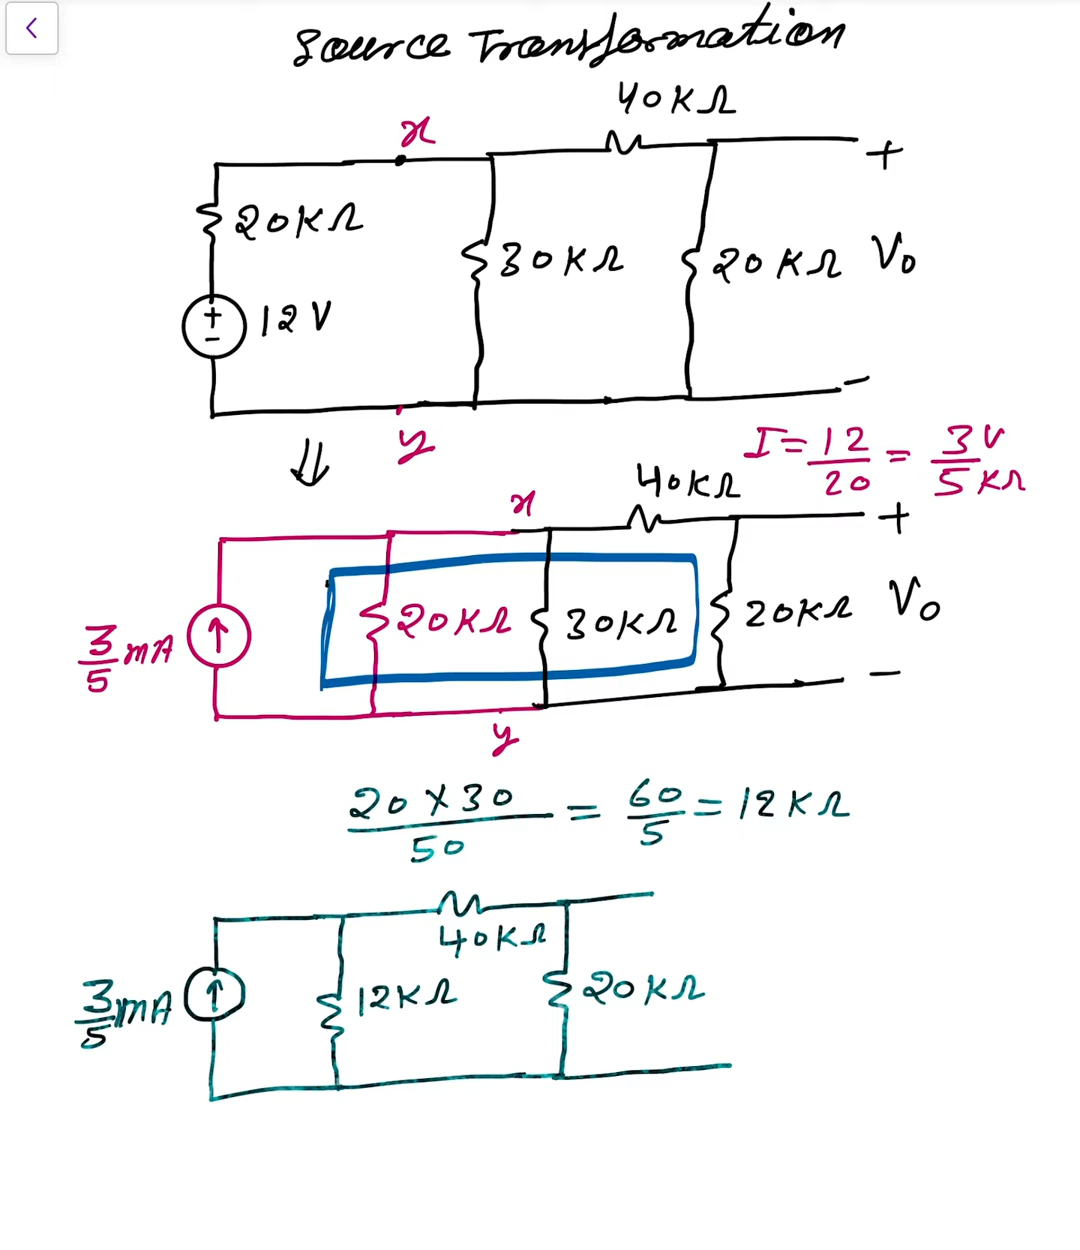 Source Transformation
40KΩ
x
+
20KΩ
30KΩ
20KΩ
Vo
+
-
12V
-
y
⇓
I = 12/20 = 3V/5KΩ
40KΩ
x
+
20KΩ
30KΩ
20KΩ
Vo
3/5 mA
↑
-
y
20 X 30 / 50 = 60/5 = 12KΩ
40KΩ
3/5 mA
↑
12KΩ
20KΩ